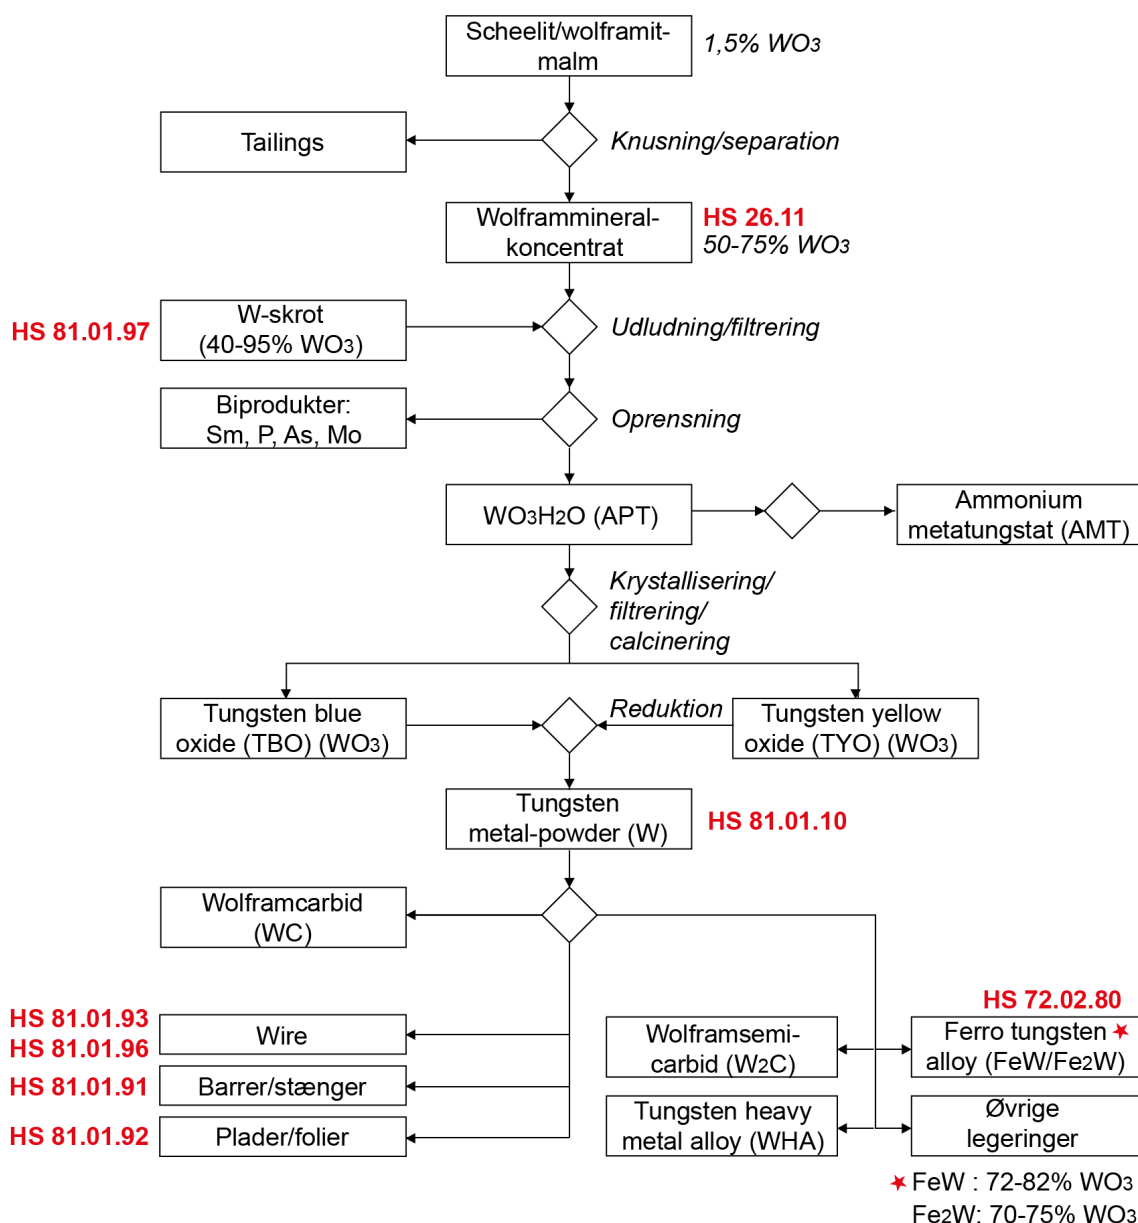 Scheelit/wolframit-
malm
1,5% WO3
Tailings
Knusning/separation
Wolframmineral-
koncentrat
HS 26.11
50-75% WO3
HS 81.01.97
W-skrot
(40-95% WO3)
Udludning/filtrering
Biprodukter:
Sm, P, As, Mo
Oprensning
WO3H2O (APT)
Ammonium
metatungstat (AMT)
Krystallisering/
filtrering/
calcinering
Tungsten blue
oxide (TBO) (WO3)
Reduktion
Tungsten yellow
oxide (TYO) (WO3)
Tungsten
metal-powder (W)
HS 81.01.10
Wolframcarbid
(WC)
HS 81.01.93
HS 81.01.96
Wire
HS 81.01.91
Barrer/stænger
HS 81.01.92
Plader/folier
Wolframsemi-
carbid (W2C)
HS 72.02.80
Ferro tungsten
alloy (FeW/Fe2W)
Tungsten heavy
metal alloy (WHA)
Øvrige
legeringer
FeW : 72-82% WO3
Fe2W: 70-75% WO3